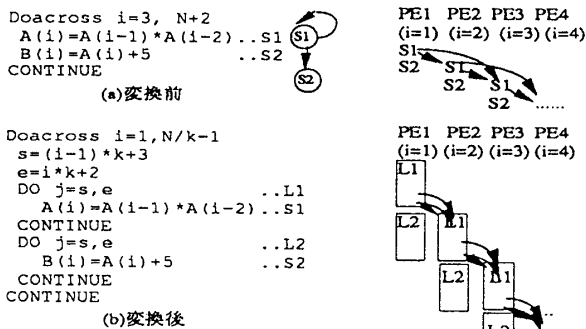 Doacross i=3, N+2
A(i)=A(i-1)*A(i-2)..S1
B(i)=A(i)+5 ..S2
CONTINUE
(a)変換前
S1
S2
PE1 PE2 PE3 PE4
(i=1) (i=2) (i=3) (i=4)
S1
S2 S1
S2 S1
S2 ......
Doacross i=1,N/k-1
s=(i-1)*k+3
e=i*k+2
DO j=s,e ..L1
A(i)=A(i-1)*A(i-2)..S1
CONTINUE
DO j=s,e ..L2
B(i)=A(i)+5 ..S2
CONTINUE
CONTINUE
(b)変換後
PE1 PE2 PE3 PE4
(i=1) (i=2) (i=3) (i=4)
L1
L2 L1
L2 L1
L2